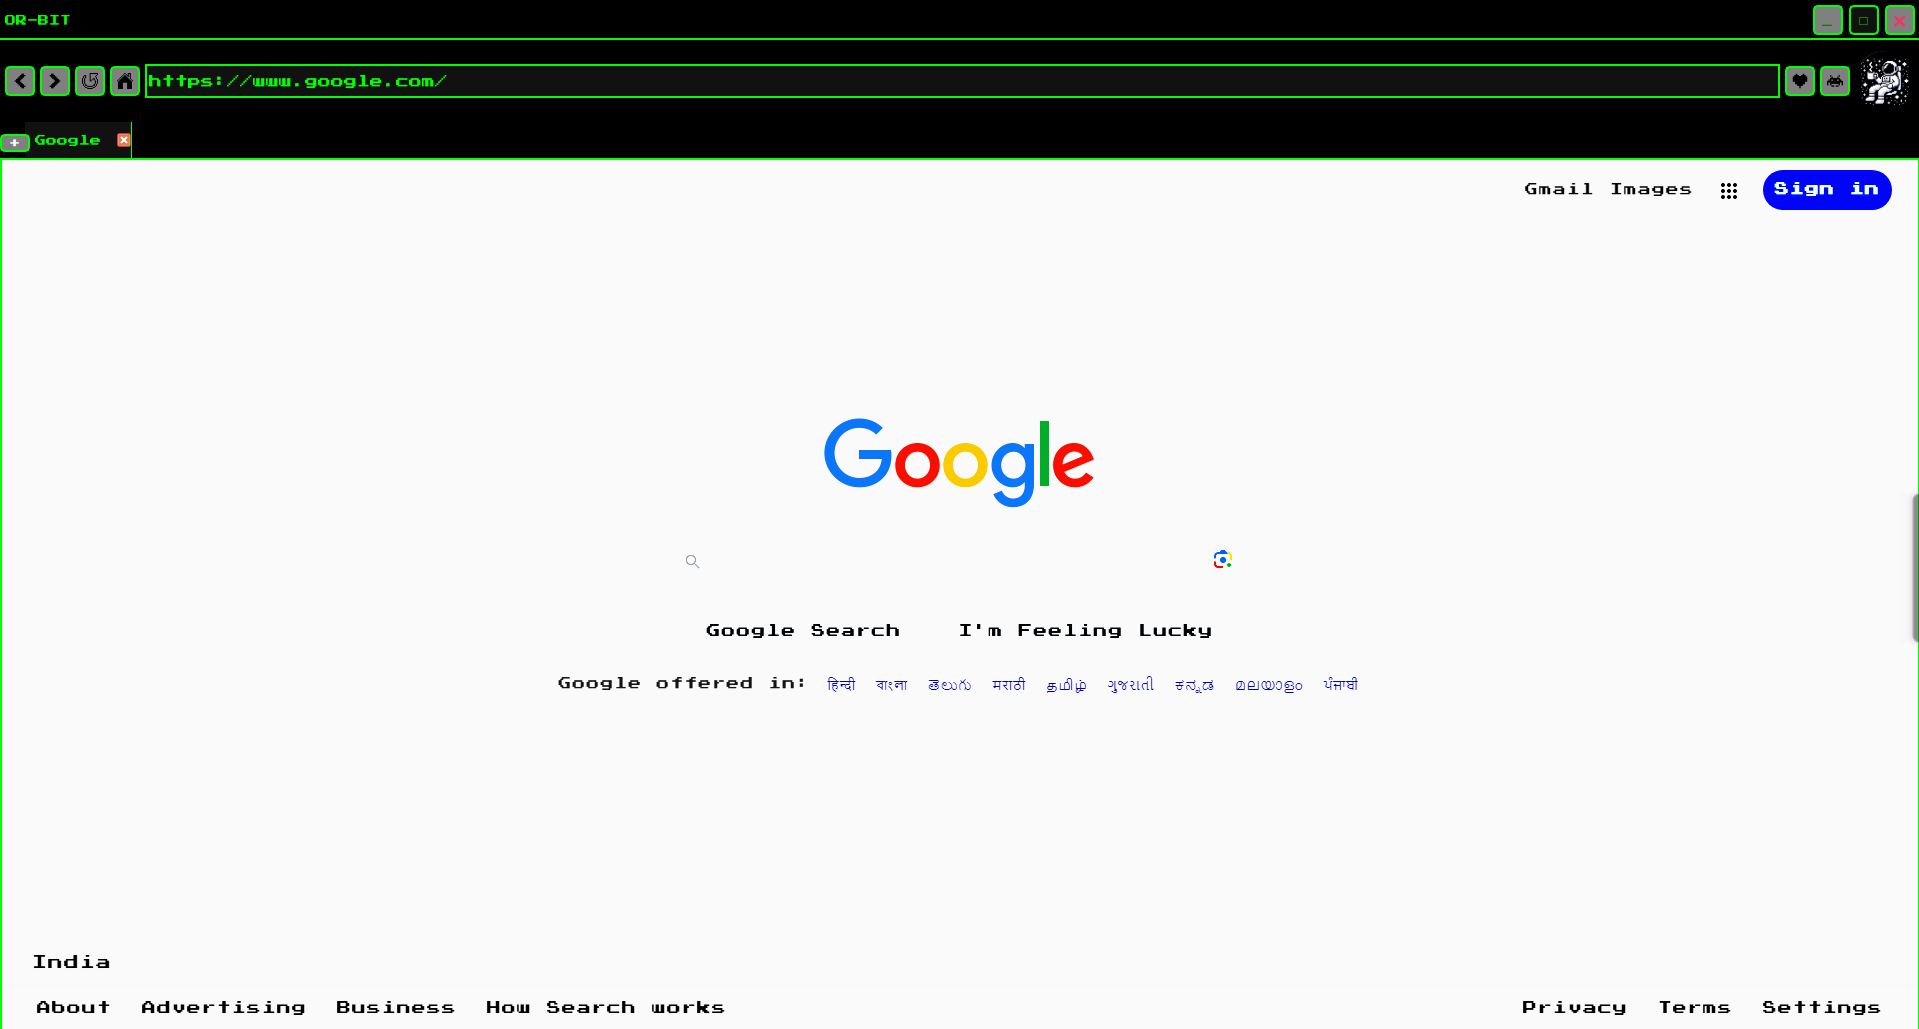 OR-BIT
https://www.google.com/
+ Google
Gmail Images Sign in
Google
Google Search I'm Feeling Lucky
Google offered in: हिन्दी বাংলা తెలుగు मराठी தமிழ் ગુજરાતી ಕನ್ನಡ മലയാളം ਪੰਜਾਬੀ
India
About Advertising Business How Search works Privacy Terms Settings